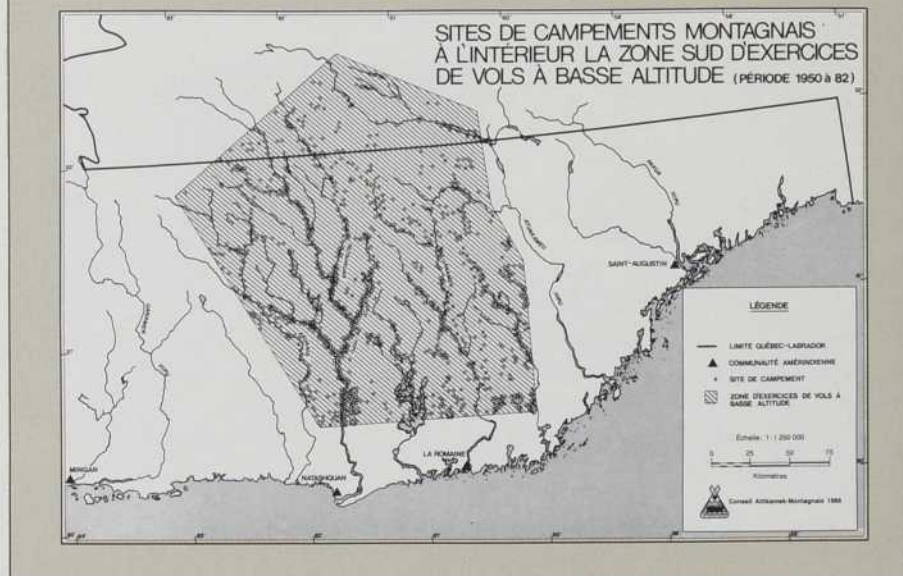 SITES DE CAMPEMENTS MONTAGNAIS
À L'INTÉRIEUR LA ZONE SUD D'EXERCICES
DE VOLS À BASSE ALTITUDE (PÉRIODE 1950 à 82)
SAINT-AUGUSTIN
LA ROMAINE
NATASHQUAN
MINGAN
LÉGENDE
LIMITE QUÉBEC-LABRADOR
COMMUNAUTÉ AMÉRINDIENNE
SITE DE CAMPEMENT
ZONE D'EXERCICES DE VOLS À
BASSE ALTITUDE
Échelle: 1:1 250 000
0 25 50 75
Kilomètres
Conseil Attikamek-Montagnais 1986